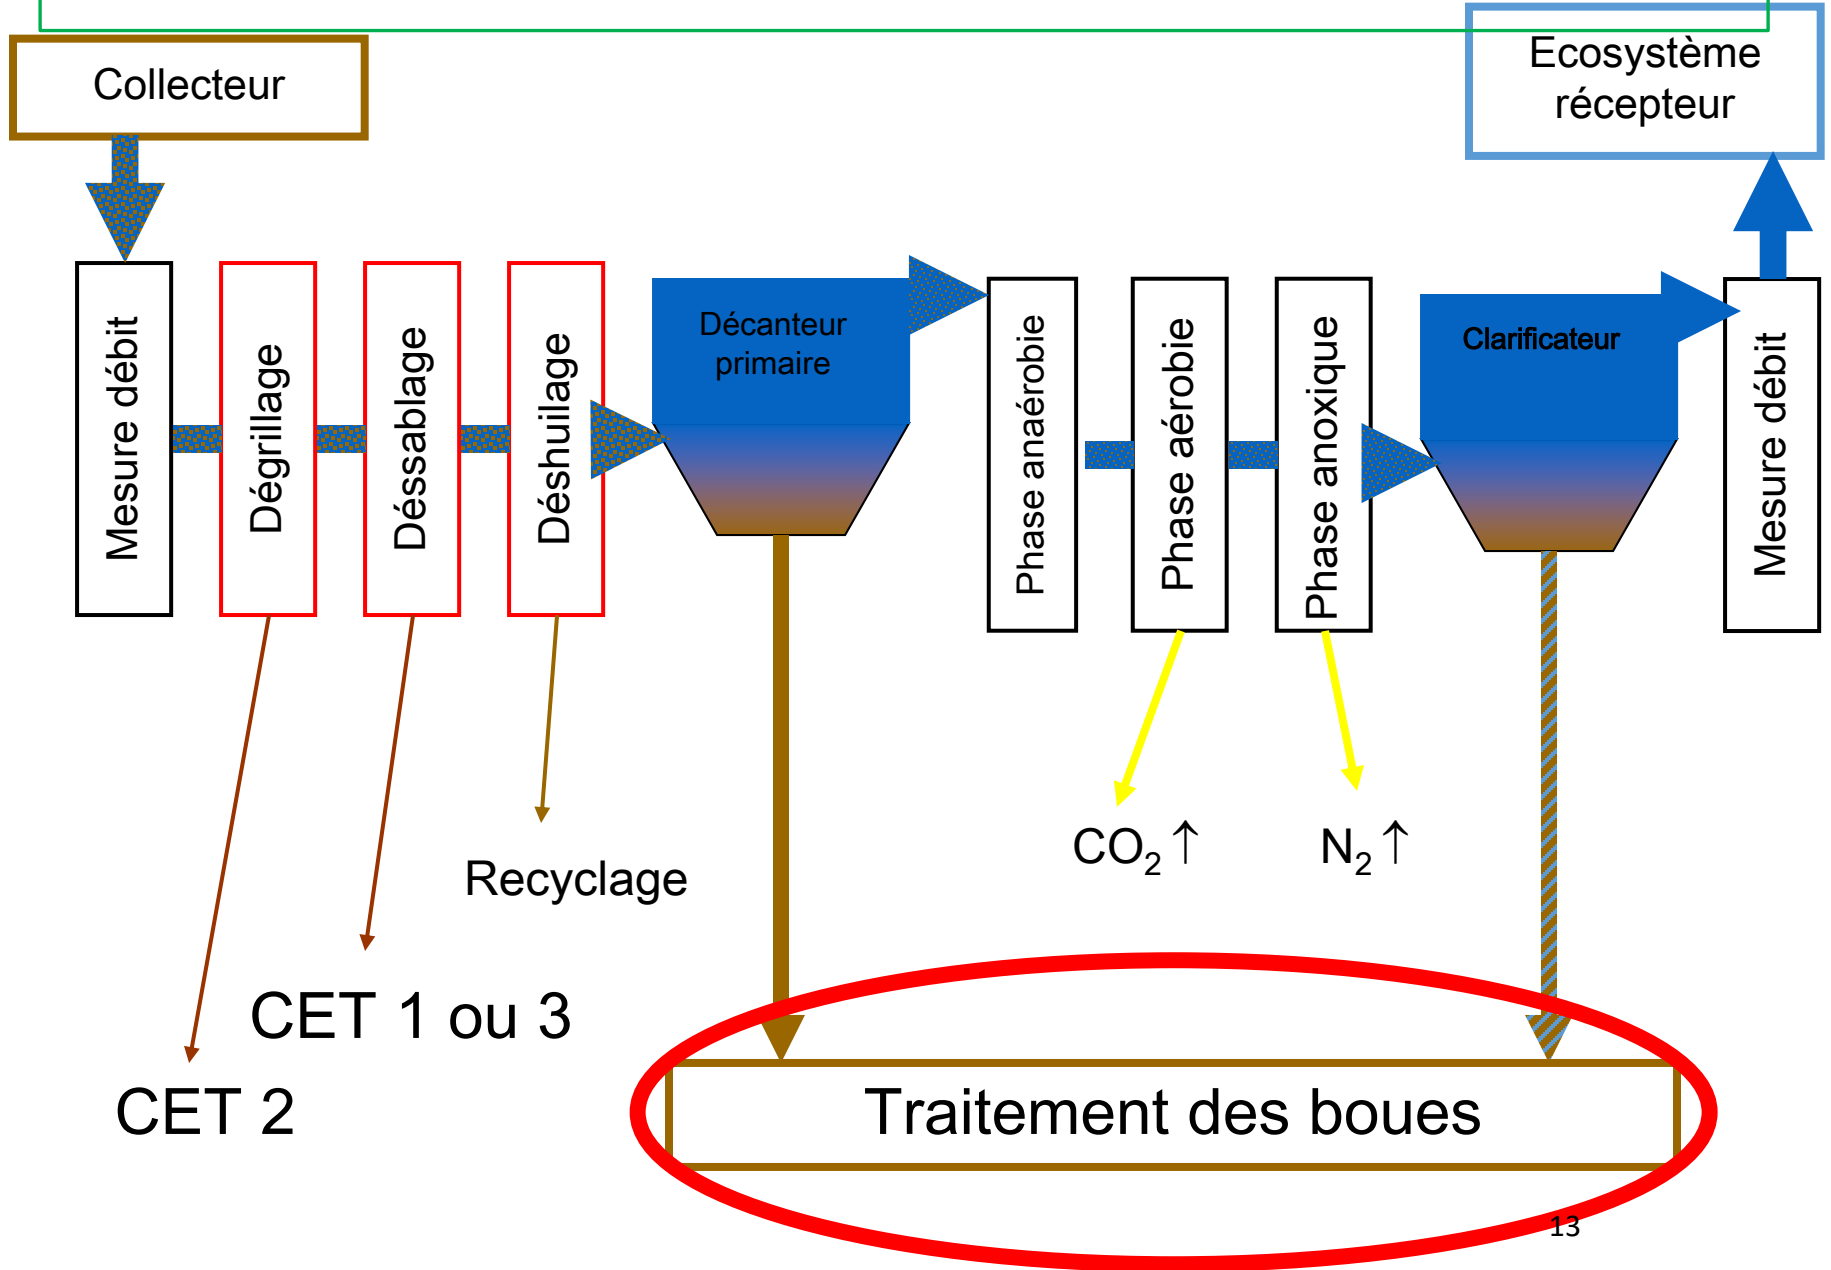 Collecteur
Ecosystème
récepteur
Mesure débit
Dégrillage
Déssablage
Déshuilage
Décanteur
primaire
Phase anaérobie
Phase aérobie
Phase anoxique
Clarificateur
Mesure débit
CO₂ ↑
N₂ ↑
Recyclage
CET 1 ou 3
CET 2
Traitement des boues
13